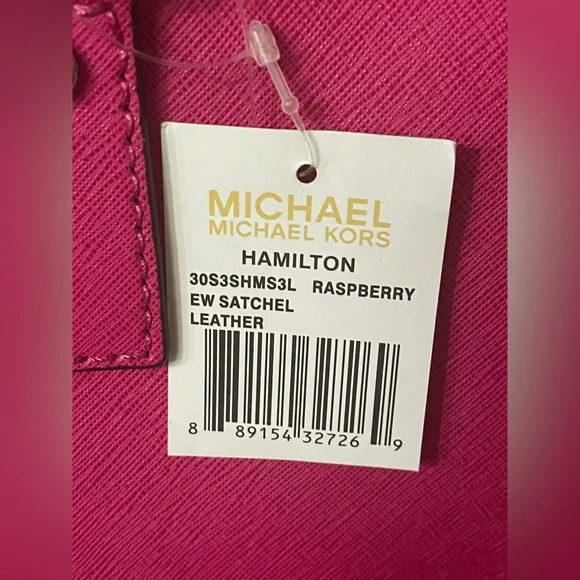 MICHAEL
MICHAEL KORS
HAMILTON
30S3SHMS3L RASPBERRY
EW SATCHEL
LEATHER
8 89154 32726 9